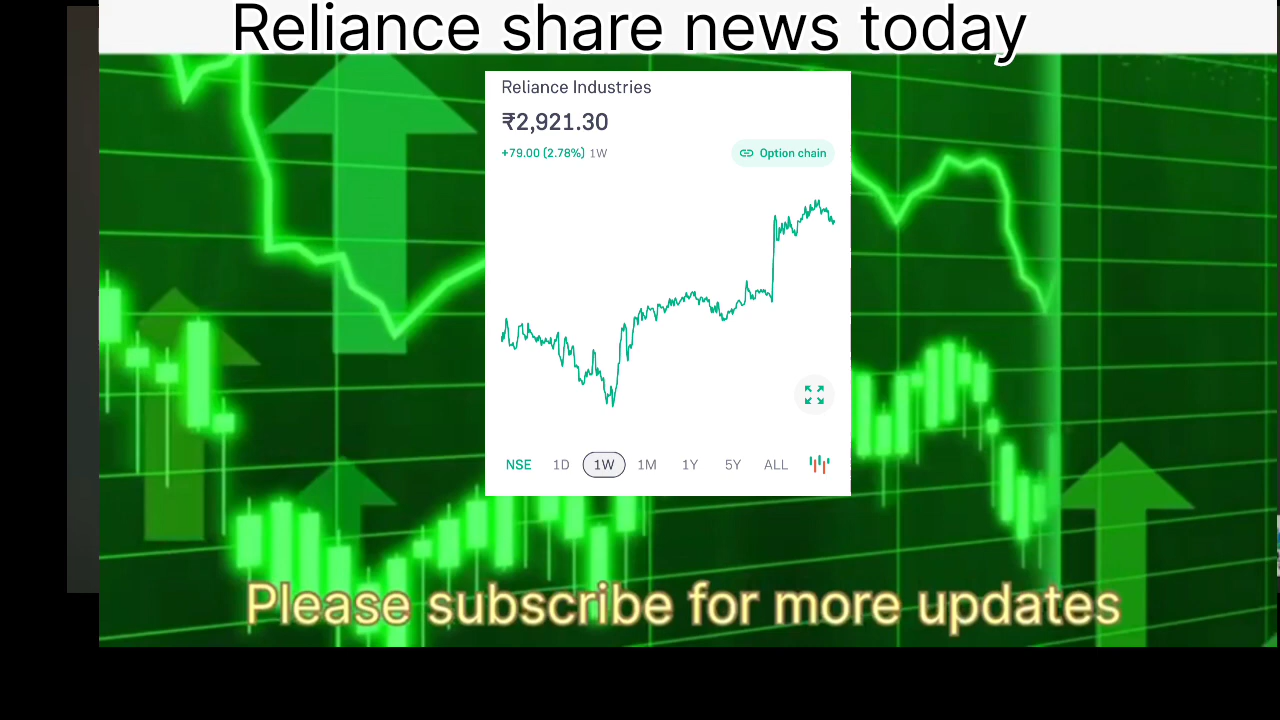 Reliance share news today
Reliance Industries
₹2,921.30
+79.00 (2.78%) 1W
Option chain
NSE 1D 1W 1M 1Y 5Y ALL
Please subscribe for more updates